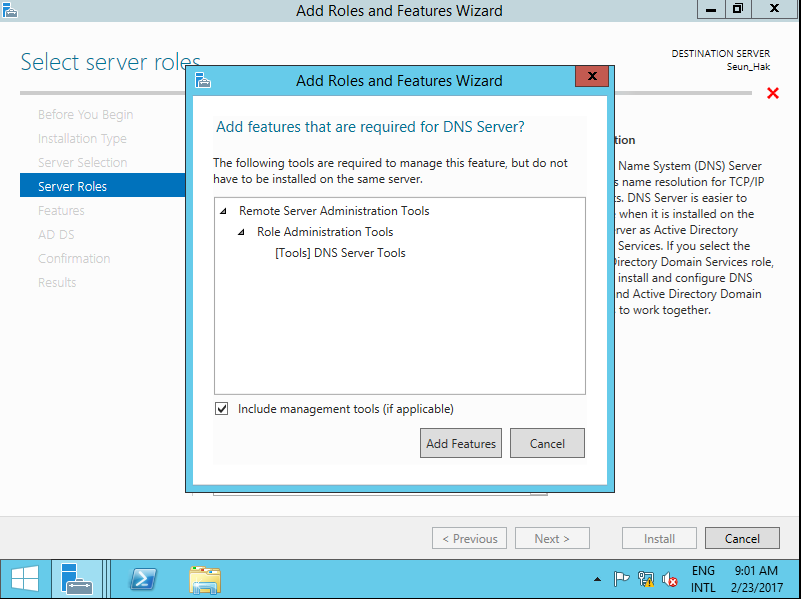 Add Roles and Features Wizard
Select server roles
DESTINATION SERVER
Seun_Hak
Before You Begin
Installation Type
Server Selection
Server Roles
Features
AD DS
Confirmation
Results
Add Roles and Features Wizard
Add features that are required for DNS Server?
The following tools are required to manage this feature, but do not
have to be installed on the same server.
Remote Server Administration Tools
Role Administration Tools
[Tools] DNS Server Tools
Include management tools (if applicable)
Add Features
Cancel
tion
Name System (DNS) Server
s name resolution for TCP/IP
s. DNS Server is easier to
when it is installed on the
rver as Active Directory
Services. If you select the
Directory Domain Services role,
install and configure DNS
nd Active Directory Domain
to work together.
< Previous
Next >
Install
Cancel
ENG
INTL
9:01 AM
2/23/2017